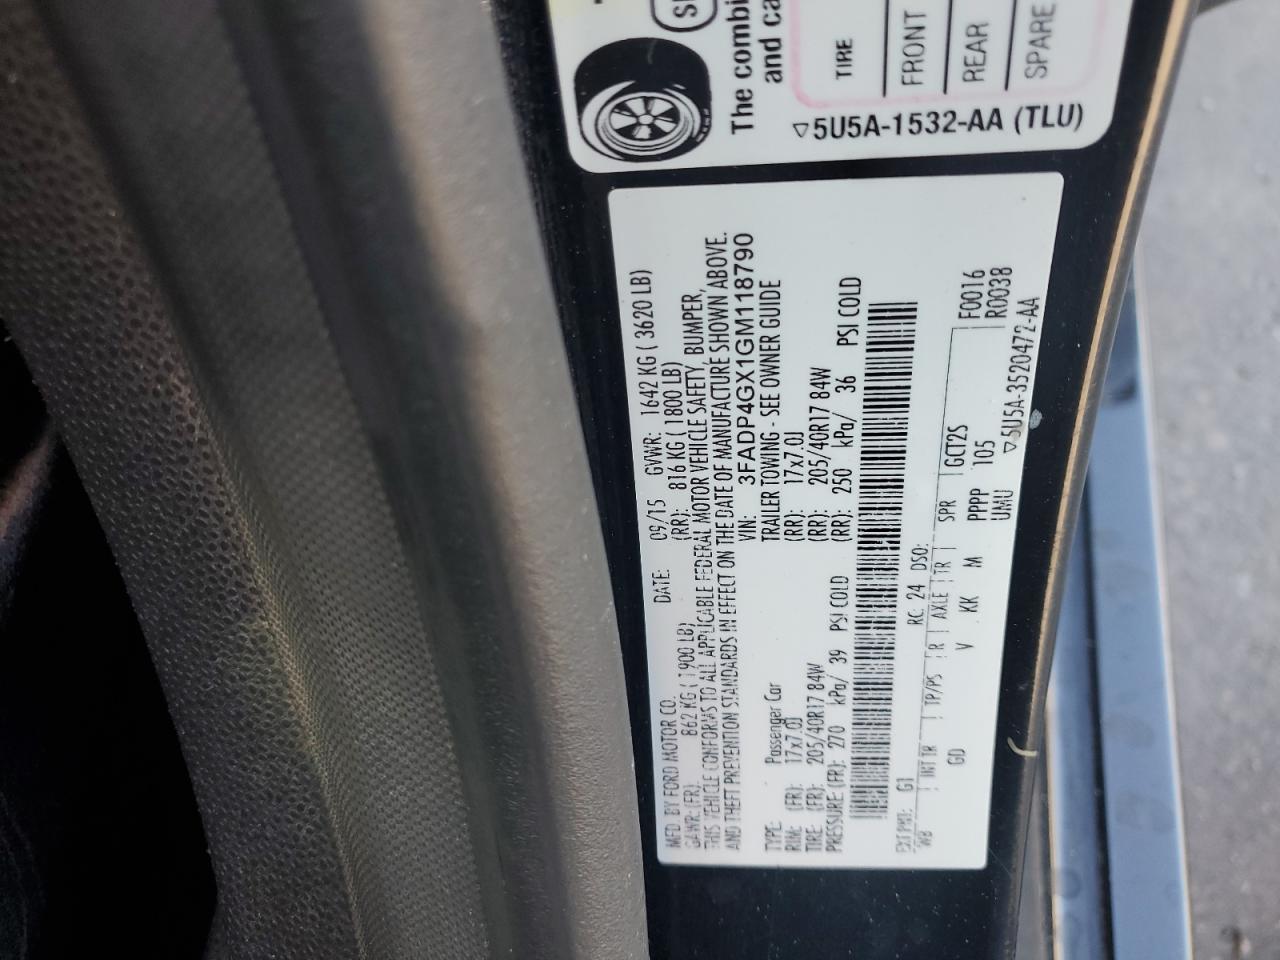 The combi
and ca
TIRE
FRONT
REAR
SPARE
▽5U5A-1532-AA (TLU)
MFD. BY FORD MOTOR CO. DATE: 09/15 GVWR: 1642 KG ( 3620 LB)
GAWR: (FR): 862 KG ( 1900 LB) (RR): 816 KG ( 1800 LB)
THIS VEHICLE CONFORMS TO ALL APPLICABLE FEDERAL MOTOR VEHICLE SAFETY, BUMPER,
AND THEFT PREVENTION STANDARDS IN EFFECT ON THE DATE OF MANUFACTURE SHOWN ABOVE.
VIN: 3FADP4GX1GM118790
TYPE: Passenger Car TRAILER TOWING - SEE OWNER GUIDE
RIM: (FR): 17x7.0J (RR): 17x7.0J
TIRE: (FR): 205/40R17 84W (RR): 205/40R17 84W
PRESSURE (FR): 270 kPa/ 39 PSI COLD (RR): 250 kPa/ 36 PSI COLD
EXT PNT: G1 RC: 24 DSO: F0016
WB INT TR TP/PS R AXLE TR SPR GCT2S R0038
GD V KK M PPPP 105
UMU ▽5U5A-3520472-AA